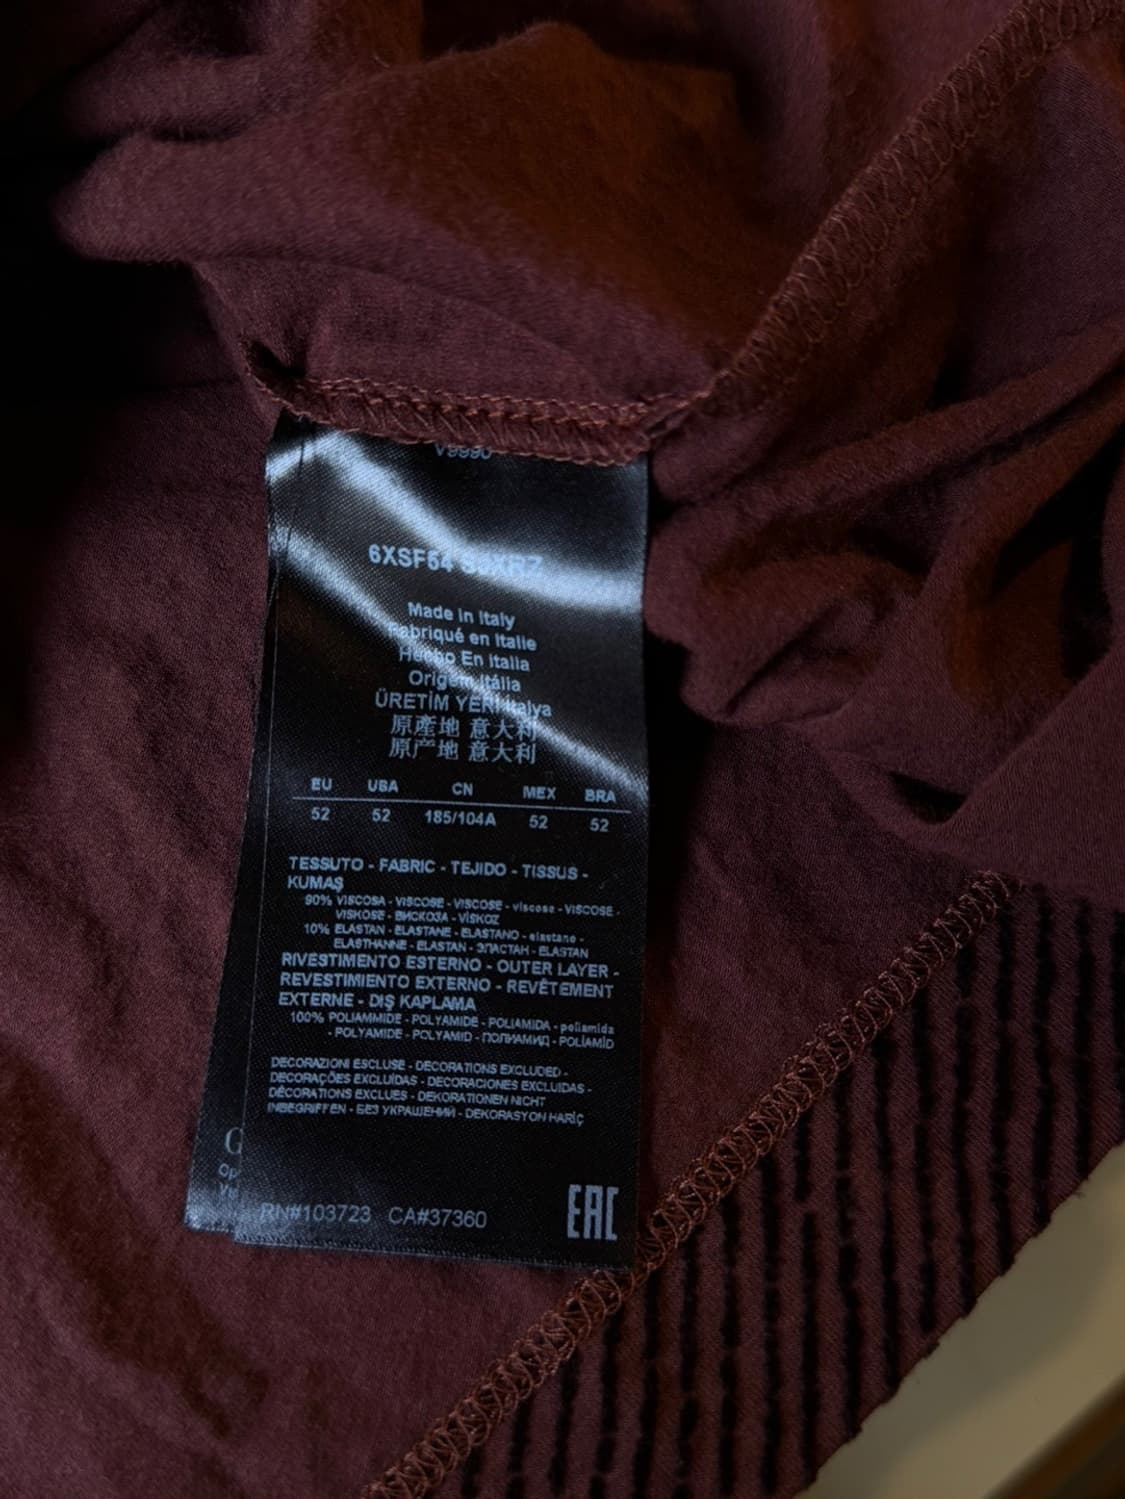 V9990
6XSF54
Made in Italy
Fabriqué en Italie
Hecho En Italia
Origem Itália
ÜRETİM YERİ Italya
原產地 意大利
原产地 意大利
EU USA CN MEX BRA
52 52 185/104A 52 52
TESSUTO - FABRIC - TEJIDO - TISSUS -
KUMAŞ
90% VISCOSA - VISCOSE - VISCOSE - viscose - VISCOSE -
VISKOSE - ВИСКОЗА - VİSKOZ
10% ELASTAN - ELASTANE - ELASTANO - elastano -
ELASTHANNE - ELASTAN - ЭЛАСТАН - ELASTAN
RIVESTIMENTO ESTERNO - OUTER LAYER -
REVESTIMIENTO EXTERNO - REVÊTEMENT
EXTERNE - DIŞ KAPLAMA
100% POLIAMMIDE - POLYAMIDE - POLIAMIDA - poliamida
- POLYAMIDE - POLYAMID - ПОЛИАМИД - POLİAMİD
DECORAZIONI ESCLUSE - DECORATIONS EXCLUDED -
DECORAÇÕES EXCLUÍDAS - DECORACIONES EXCLUIDAS -
DÉCORATIONS EXCLUES - DEKORATIONEN NICHT
INBEGRIFFEN - БЕЗ УКРАШЕНИЙ - DEKORASYON HARİÇ
G
RN#103723 CA#37360
EAC